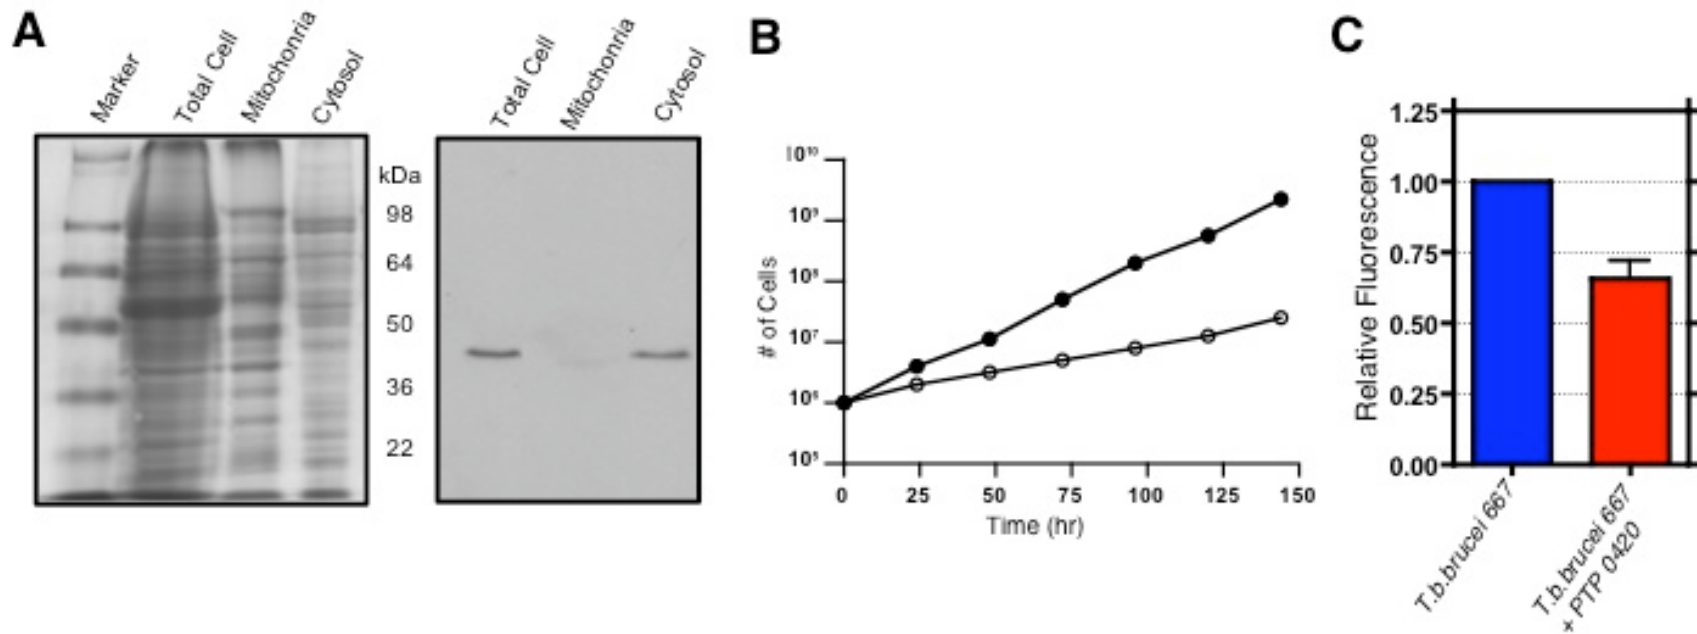 A
Marker
Total Cell
Mitochonria
Cytosol
kDa
98
64
50
36
22
Total Cell
Mitochonria
Cytosol
B
# of Cells
10¹⁰
10⁹
10⁸
10⁷
10⁶
10⁵
0 25 50 75 100 125 150
Time (hr)
C
Relative Fluorescence
1.25
1.00
0.75
0.50
0.25
0.00
T.b.brucei 667
T.b.brucei 667
+ PTP 0420